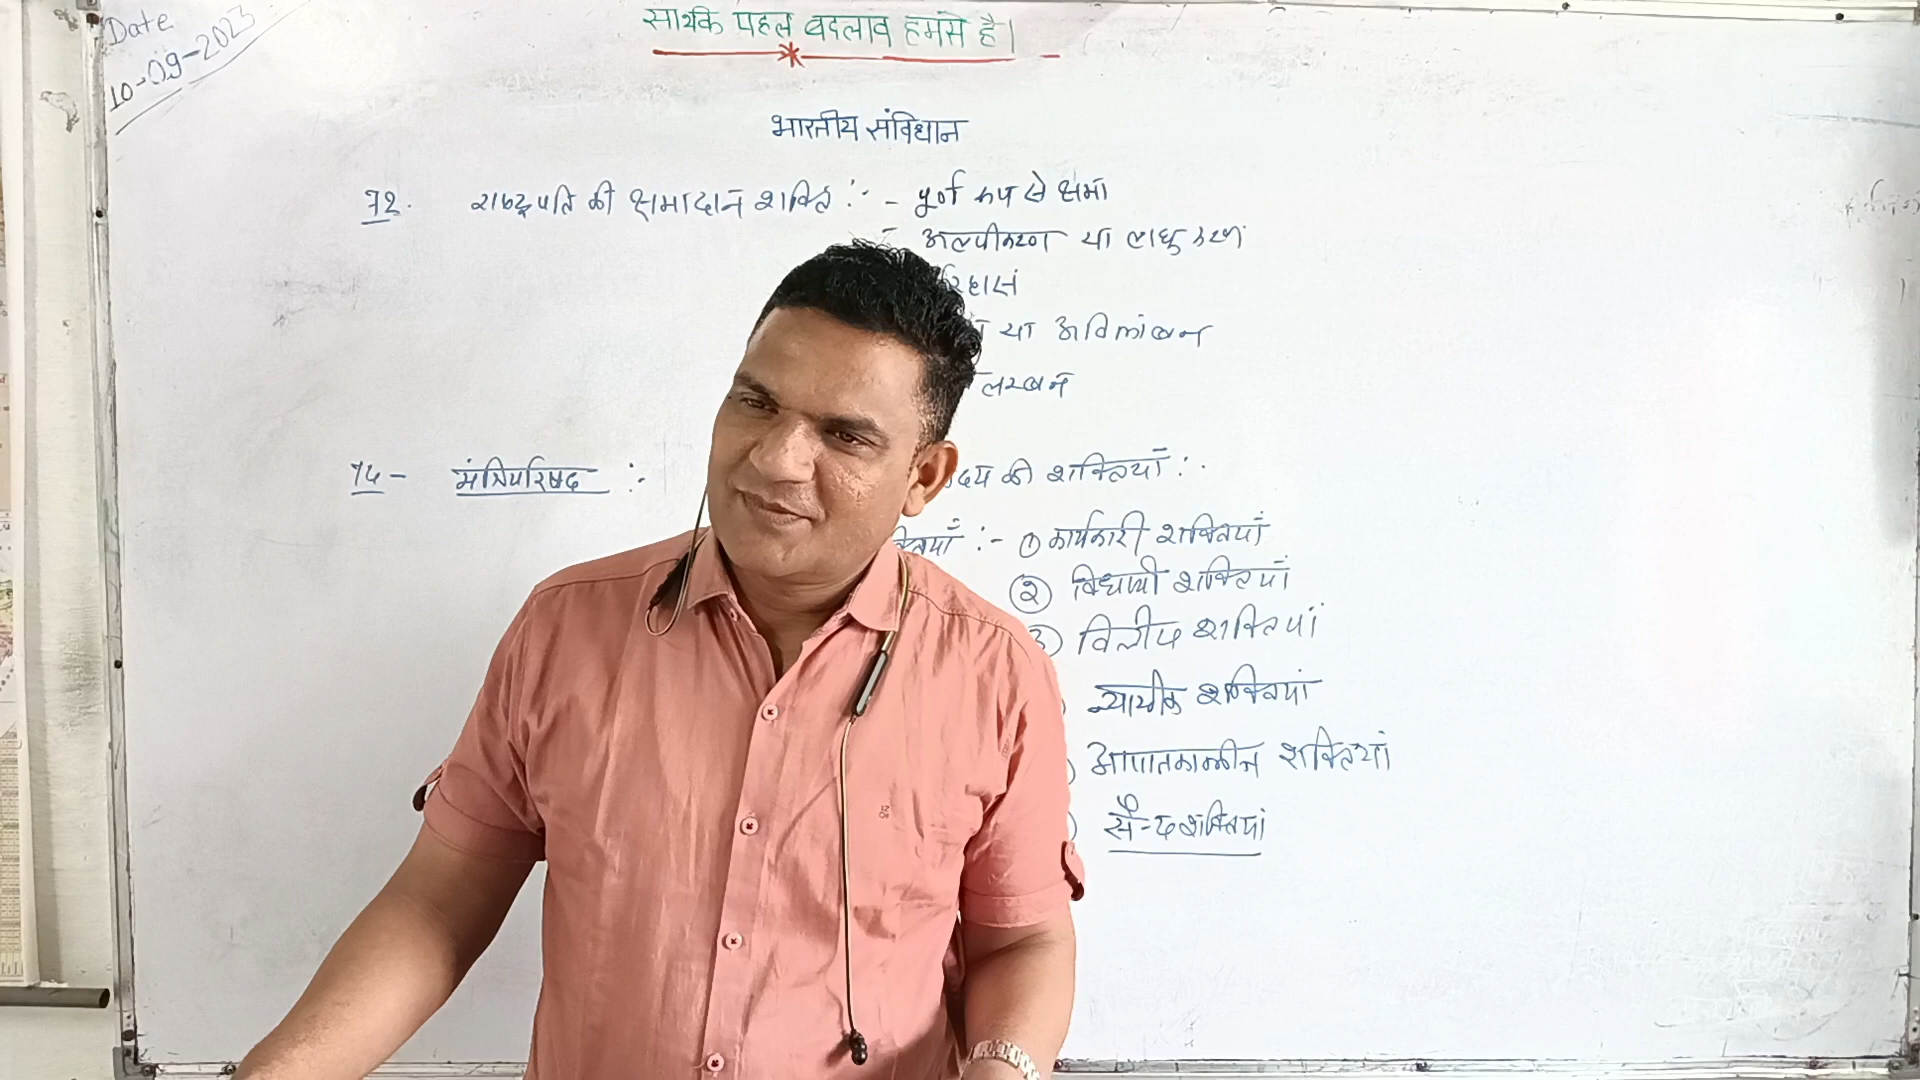 Date
10-09-2023
सार्थक पहल बदलाव हमसे है।
भारतीय संविधान
72. राष्ट्रपति की क्षमादान शक्ति :- - पूर्ण रूप से क्षमा
- अल्पीकरण या लघुकरण
रिहास
या अविलंबन
74 - मंत्रिपरिषद :-
की शक्तियाँ :-
क्तियाँ :- ① कार्यकारी शक्तियाँ
② विधायी शक्तियाँ
③ वित्तीय शक्तियां
न्यायीक शक्तियां
आपातकालीन शक्तियां
सैन्य शक्तियां